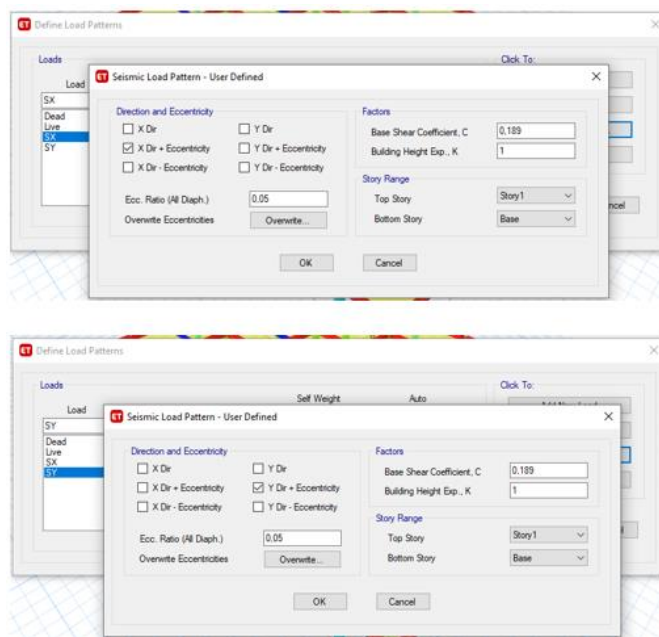 ET Define Load Patterns
Loads
Click To:
Load
SX
Dead
Live
SX
SY
ET Seismic Load Pattern - User Defined
Direction and Eccentricity
X Dir Y Dir
X Dir + Eccentricity Y Dir + Eccentricity
X Dir - Eccentricity Y Dir - Eccentricity
Ecc. Ratio (All Diaph.) 0,05
Overwrite Eccentricities Overwrite...
Factors
Base Shear Coefficient, C 0,189
Building Height Exp., K 1
Story Range
Top Story Story1
Bottom Story Base
OK Cancel
ncel
ET Define Load Patterns
Loads
Click To:
Load
Self Weight
Auto
SY
Dead
Live
SX
SY
ET Seismic Load Pattern - User Defined
Direction and Eccentricity
X Dir Y Dir
X Dir + Eccentricity Y Dir + Eccentricity
X Dir - Eccentricity Y Dir - Eccentricity
Ecc. Ratio (All Diaph.) 0,05
Overwrite Eccentricities Overwrite...
Factors
Base Shear Coefficient, C 0,189
Building Height Exp., K 1
Story Range
Top Story Story1
Bottom Story Base
OK Cancel